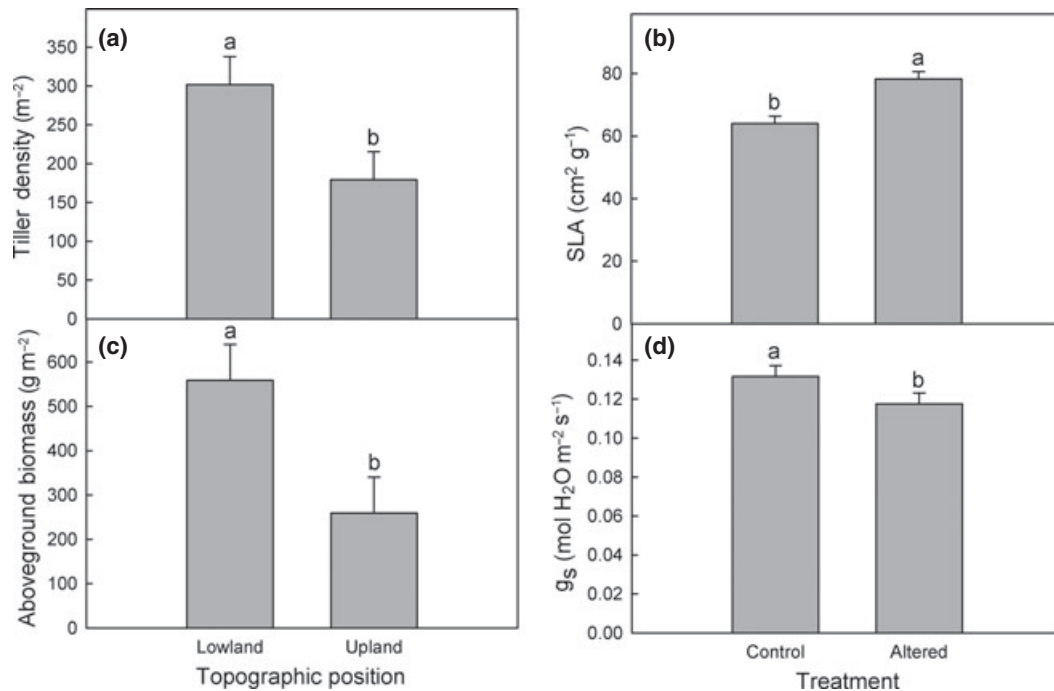 (a)
Tiller density (m⁻²)
350
300
250
200
150
100
50
0
a
b
(b)
SLA (cm² g⁻¹)
80
60
40
20
0
b
a
(c)
Aboveground biomass (g m⁻²)
600
500
400
300
200
100
0
a
b
Lowland
Upland
Topographic position
(d)
gₛ (mol H₂O m⁻² s⁻¹)
0.14
0.12
0.10
0.08
0.06
0.04
0.02
0.00
a
b
Control
Altered
Treatment